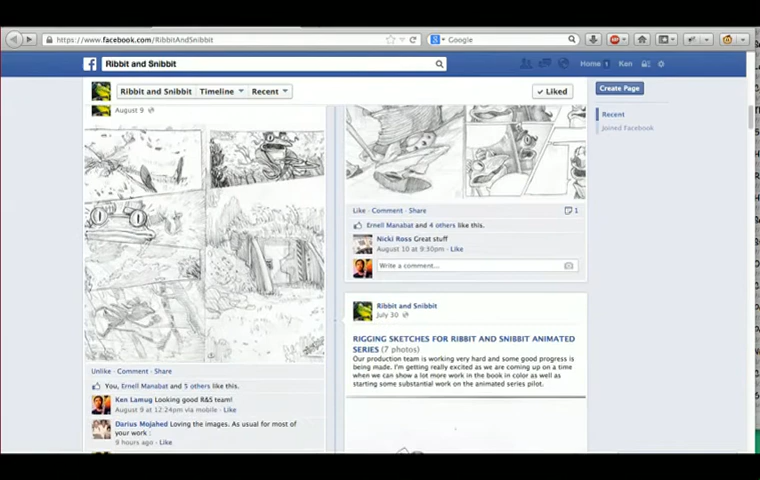 https://www.facebook.com/RibbitAndSnibbit
Google
Ribbit and Snibbit
Home 1
Ken
Ribbit and Snibbit
Timeline
Recent
Liked
Create Page
Recent
Joined Facebook
August 9
Unlike · Comment · Share
You, Ernell Manabat and 5 others like this.
Ken Lamug Looking good R&S team!
August 9 at 12:24pm via mobile · Like
Darius Mojahed Loving the images. As usual for most of
your work :
9 hours ago · Like
Like · Comment · Share
1
Ernell Manabat and 4 others like this.
Nicki Ross Great stuff
August 10 at 9:30pm · Like
Write a comment...
Ribbit and Snibbit
July 30
RIGGING SKETCHES FOR RIBBIT AND SNIBBIT ANIMATED
SERIES (7 photos)
Our production team is working very hard and some good progress is
being made. I'm getting really excited as we are coming up on a time
when we can show a lot more work in the book in color as well as
starting some substantial work on the animated series pilot.